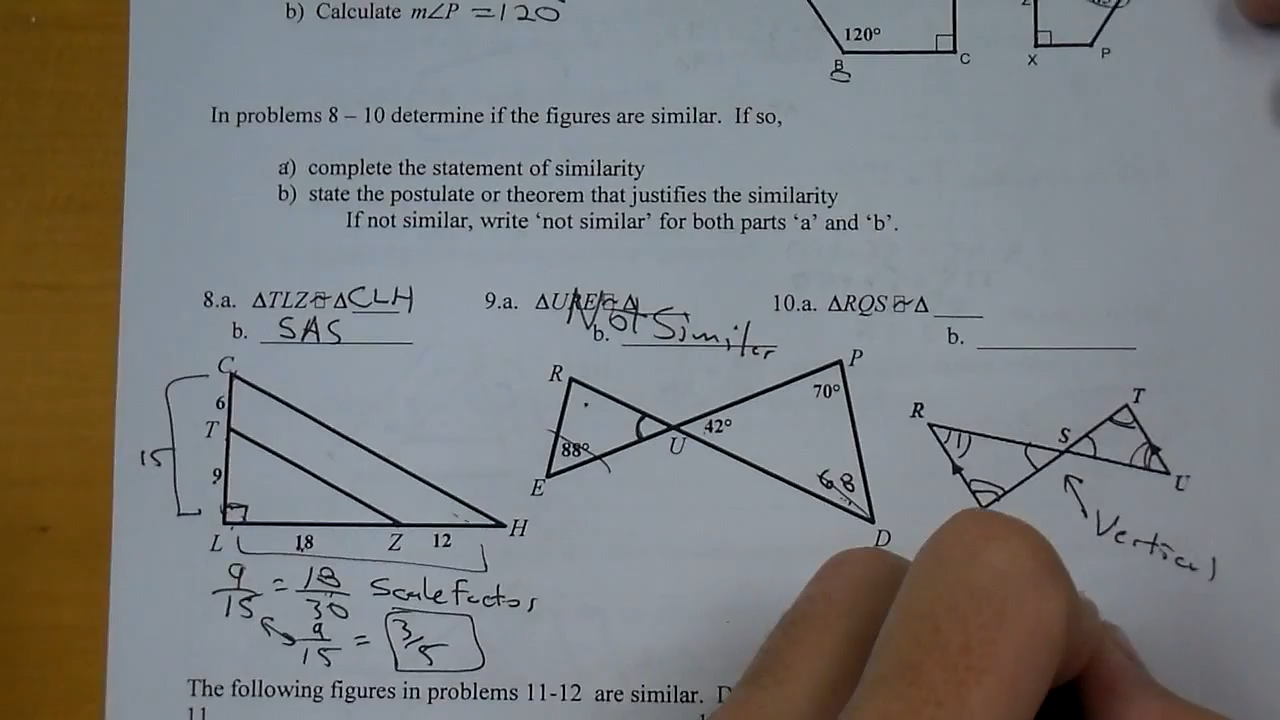 b) Calculate m∠P =120
120°
B
C
X
P
In problems 8 – 10 determine if the figures are similar. If so,
a) complete the statement of similarity
b) state the postulate or theorem that justifies the similarity
If not similar, write ‘not similar’ for both parts ‘a’ and ‘b’.
8.a. ΔTLZ ~ ΔCLH
b. SAS
9.a. ΔURE ~ Δ
b. Not Similar
10.a. ΔRQS ~ Δ ____
b. ____
C
6
T
15
9
L
18
Z
12
H
9/15 = 18/30 Scale factor
9/15 = 3/5
R
88°
E
U
42°
P
70°
68
D
R
S
T
U
Vertical
The following figures in problems 11-12 are similar.
11